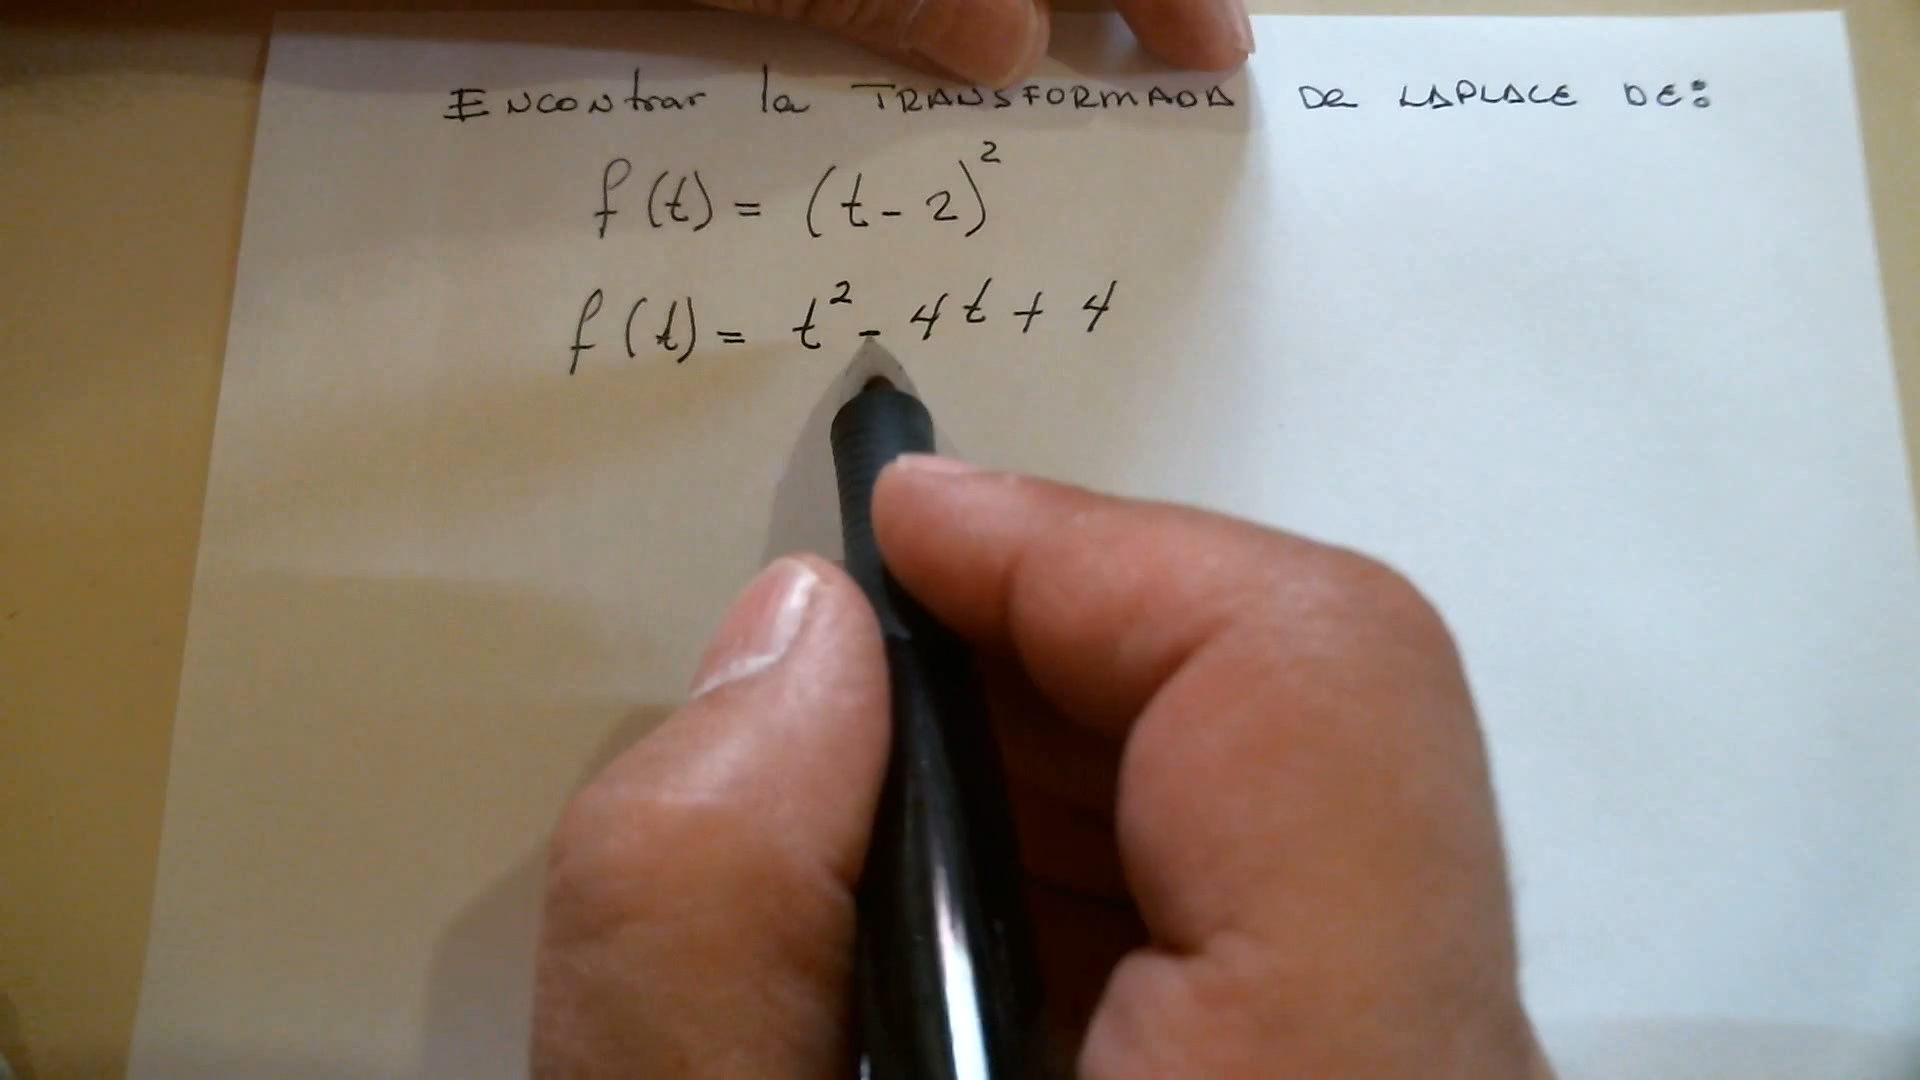 Encontrar la TRANSFORMADA DE LAPLACE DE:
f(t) = (t - 2)²
f(t) = t² - 4t + 4